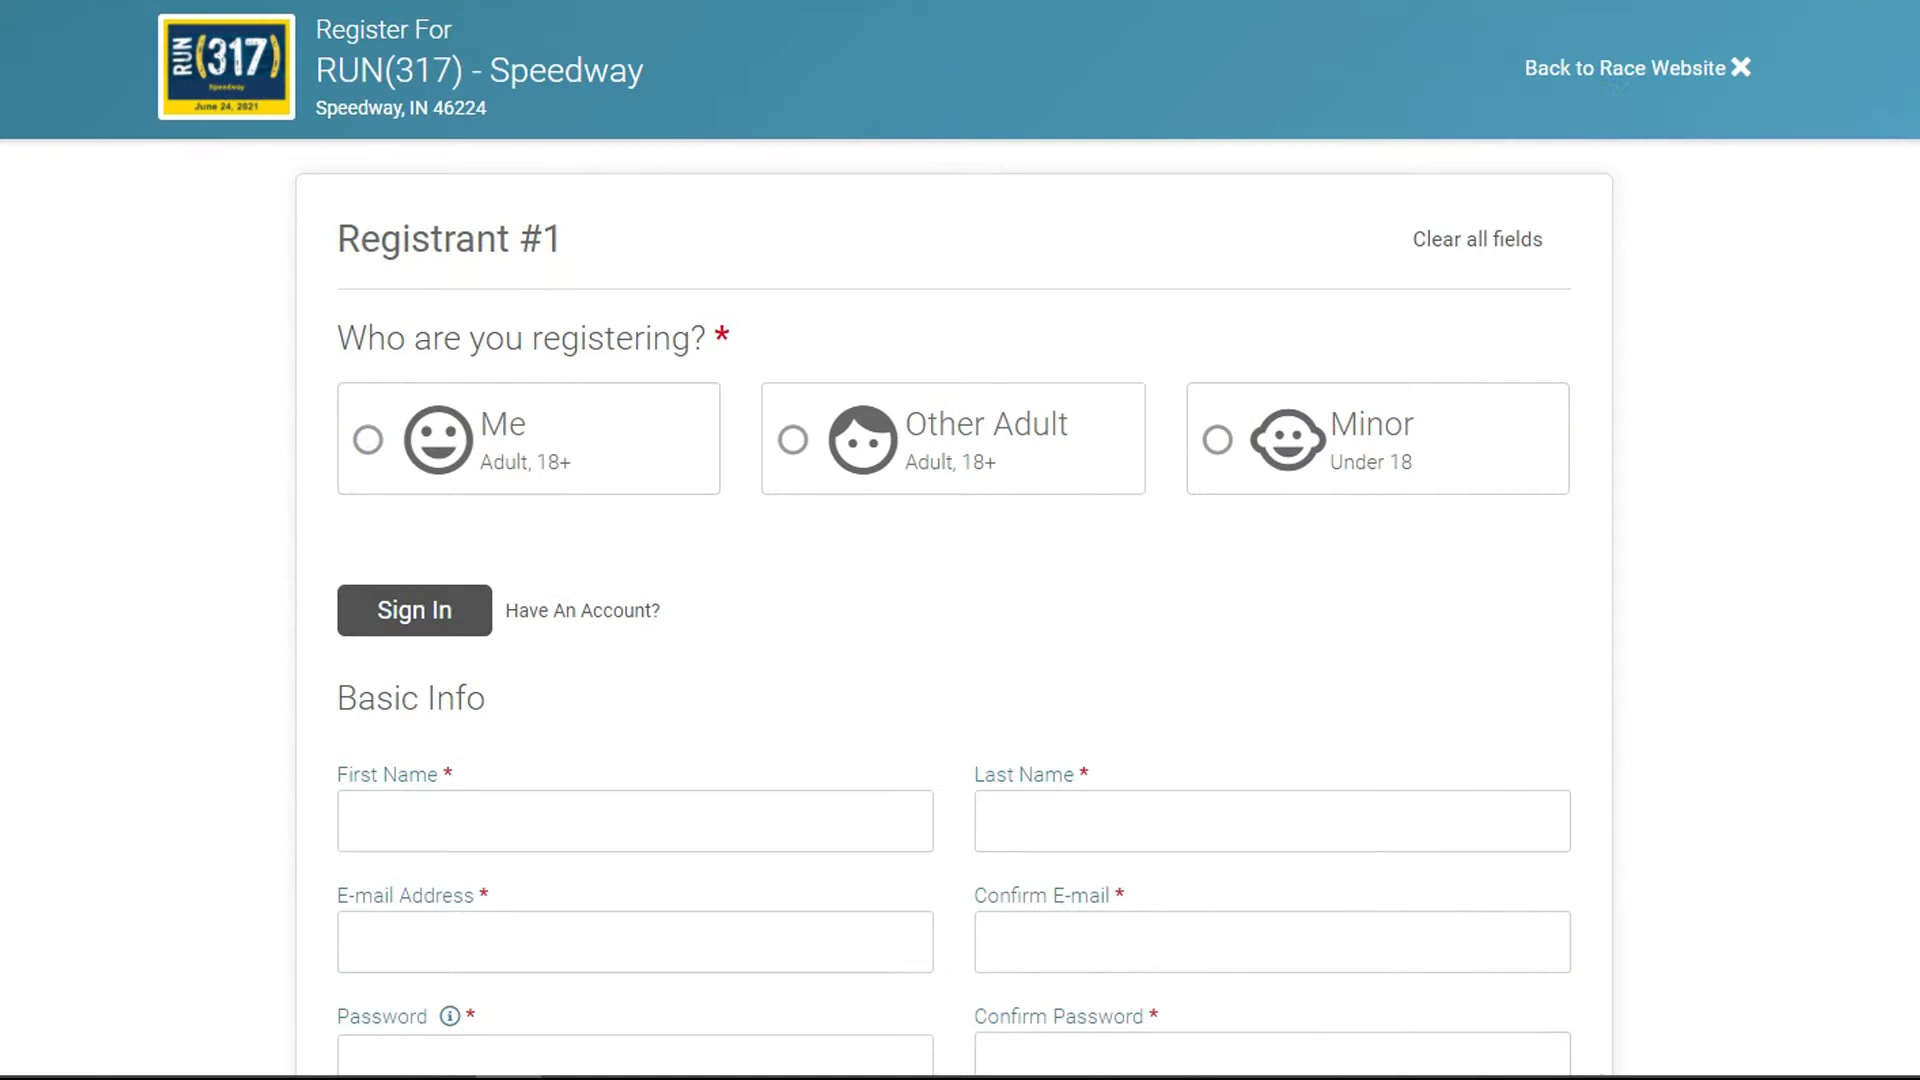 RUN
(317)
Speedway
June 24, 2021
Register For
RUN(317) - Speedway
Speedway, IN 46224
Back to Race Website
Registrant #1
Clear all fields
Who are you registering? *
Me
Adult, 18+
Other Adult
Adult, 18+
Minor
Under 18
Sign In
Have An Account?
Basic Info
First Name *
Last Name *
E-mail Address *
Confirm E-mail *
Password *
Confirm Password *